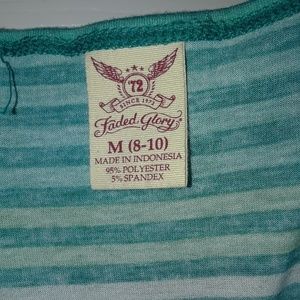 '72
SINCE 1972
Faded Glory
M (8-10)
MADE IN INDONESIA
95% POLYESTER
5% SPANDEX